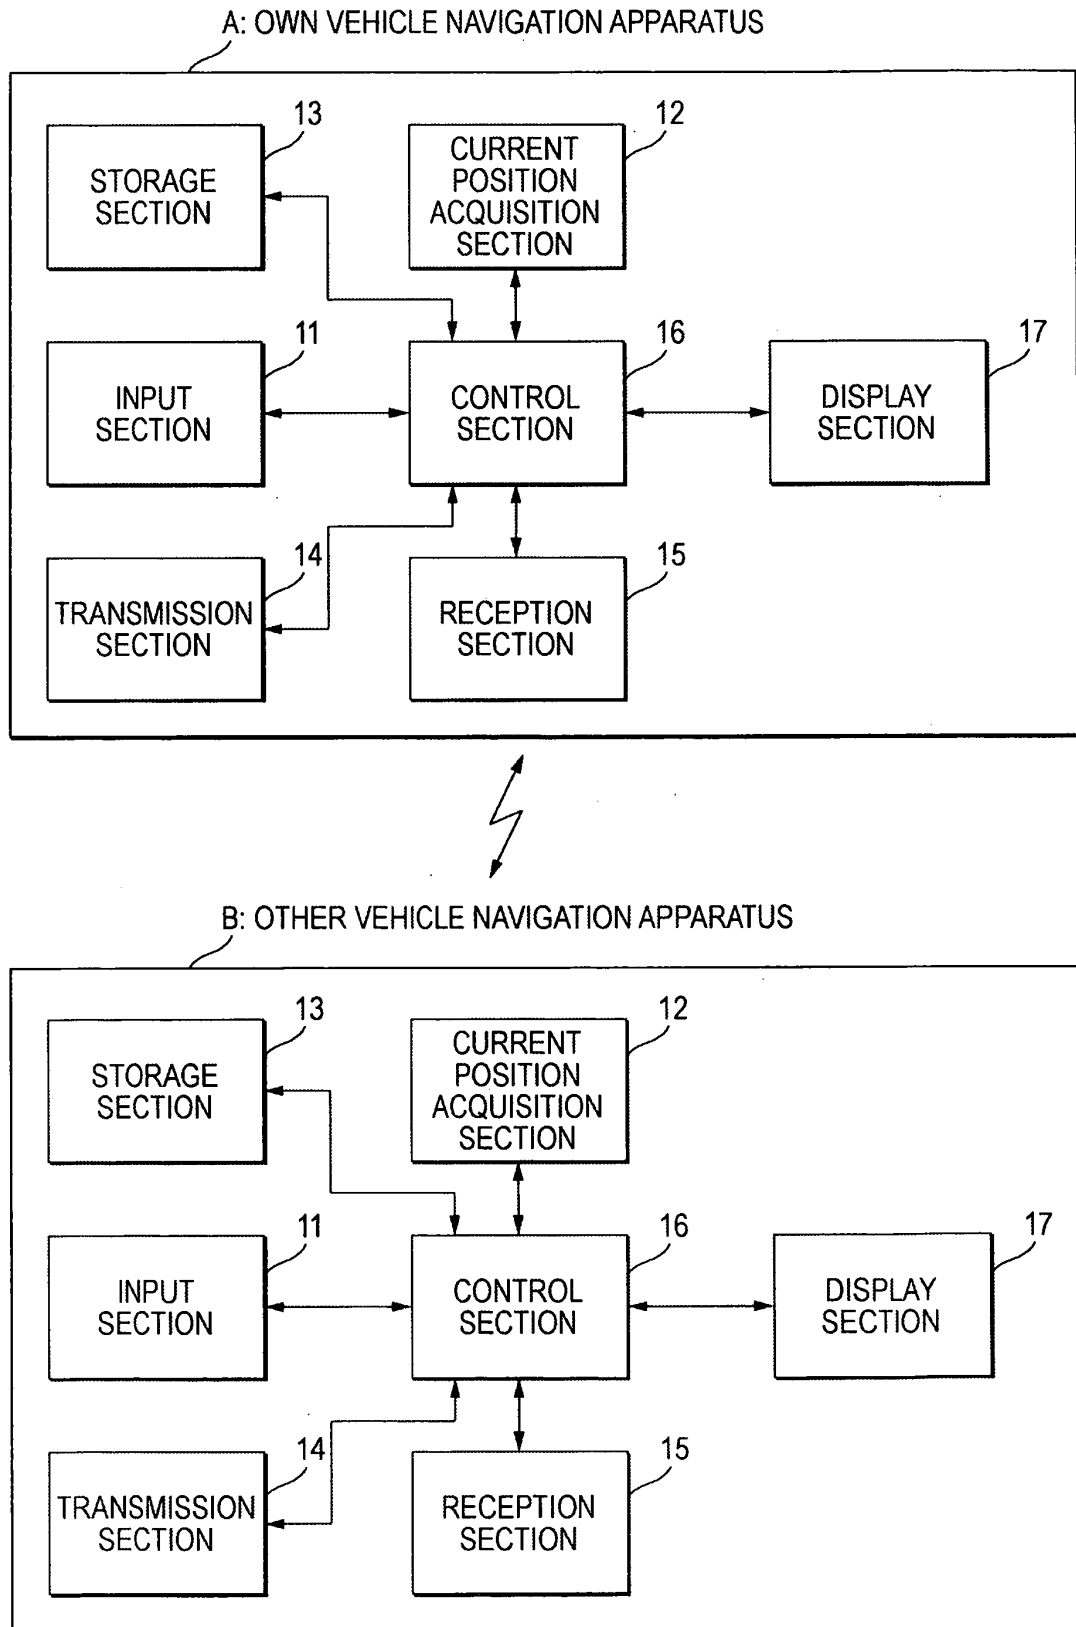 A: OWN VEHICLE NAVIGATION APPARATUS
13
STORAGE
SECTION
12
CURRENT
POSITION
ACQUISITION
SECTION
11
INPUT
SECTION
16
CONTROL
SECTION
17
DISPLAY
SECTION
14
TRANSMISSION
SECTION
15
RECEPTION
SECTION
B: OTHER VEHICLE NAVIGATION APPARATUS
13
STORAGE
SECTION
12
CURRENT
POSITION
ACQUISITION
SECTION
11
INPUT
SECTION
16
CONTROL
SECTION
17
DISPLAY
SECTION
14
TRANSMISSION
SECTION
15
RECEPTION
SECTION